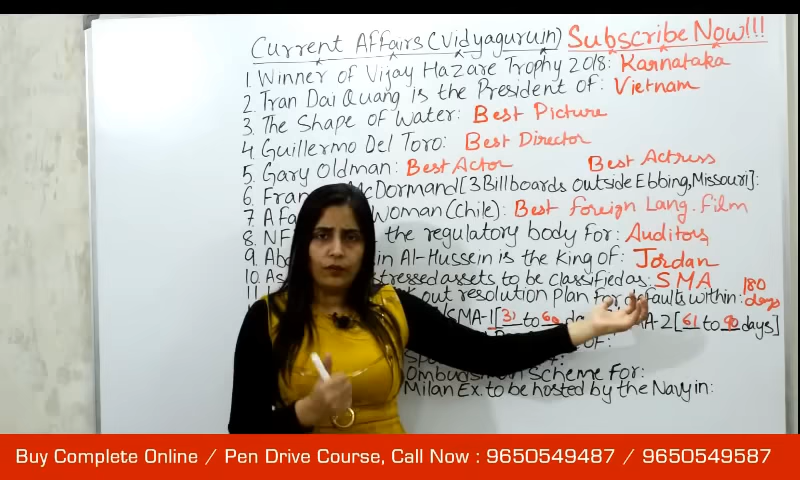 Current Affairs (Vidyaguruin) Subscribe Now!!!
1. Winner of Vijay Hazare Trophy 2018: Karnataka
2. Tran Dai Quang is the President of: Vietnam
3. The Shape of Water: Best Picture
4. Guillermo Del Toro: Best Director
5. Gary Oldman: Best Actor Best Actress
6. Fran McDormand [3 Billboards outside Ebbing, Missouri]:
7. A Fa Woman (Chile): Best foreign Lang. film
8. NF the regulatory body for: Auditors
9. Ab in Al-Hussein is the King of: Jordan
10. As stressed assets to be classified as: SMA
11. out resolution plan for defaults within: 180 days
SMA-1 [31 to 60 da A-2 [61 to 90 days]
of:
Ombudsman Scheme for:
Milan Ex. to be hosted by the Navy in:
Buy Complete Online / Pen Drive Course, Call Now : 9650549487 / 9650549587